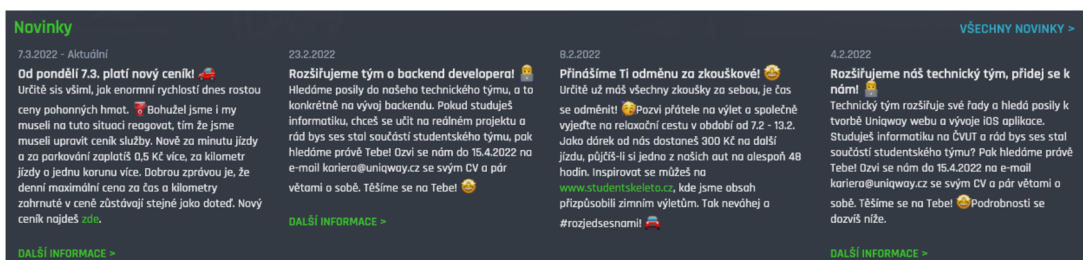 Novinky
VŠECHNY NOVINKY >
7.3.2022 - Aktuální
Od pondělí 7.3. platí nový ceník! 🚗
Určitě sis všiml, jak enormní rychlostí dnes rostou
ceny pohonných hmot. ⛽Bohužel jsme i my
museli na tuto situaci reagovat, tím že jsme
museli upravit ceník služby. Nově za minutu jízdy
a za parkování zaplatíš 0,5 Kč více, za kilometr
jízdy o jednu korunu více. Dobrou zprávou je, že
denní maximální cena za čas a kilometry
zahrnuté v ceně zůstávají stejné jako doteď. Nový
ceník najdeš zde.
DALŠÍ INFORMACE >
23.2.2022
Rozšiřujeme tým o backend developera! 👩‍💻
Hledáme posily do našeho technického týmu, a to
konkrétně na vývoj backendu. Pokud studuješ
informatiku, chceš se učit na reálném projektu a
rád bys ses stal součástí studentského týmu, pak
hledáme právě Tebe! Ozvi se nám do 15.4.2022 na
e-mail kariera@uniqway.cz se svým CV a pár
větami o sobě. Těšíme se na Tebe! 🤩
DALŠÍ INFORMACE >
8.2.2022
Přinášíme Ti odměnu za zkouškové! 🤩
Určitě už máš všechny zkoušky za sebou, je čas
se odměnit! 🥳Pozvi přátele na výlet a společně
vyjeďte na relaxační cestu v období od 7.2 - 13.2.
Jako dárek od nás dostaneš 300 Kč na další
jízdu, půjčíš-li si jedno z našich aut na alespoň 48
hodin. Inspirovat se můžeš na
www.studentskeleto.cz, kde jsme obsah
přizpůsobili zimním výletům. Tak neváhej a
#rozjedsesnami! 🚘
4.2.2022
Rozšiřujeme náš technický tým, přidej se k
nám! 👩‍💻
Technický tým rozšiřuje své řady a hledá posily k
tvorbě Uniqway webu a vývoje iOS aplikace.
Studuješ informatiku na ČVUT a rád bys ses stal
součástí studentského týmu? Pak hledáme právě
Tebe! Ozvi se nám do 15.4.2022 na e-mail
kariera@uniqway.cz se svým CV a pár větami o
sobě. Těšíme se na Tebe! 🤩Podrobnosti se
dozvíš níže.
DALŠÍ INFORMACE >